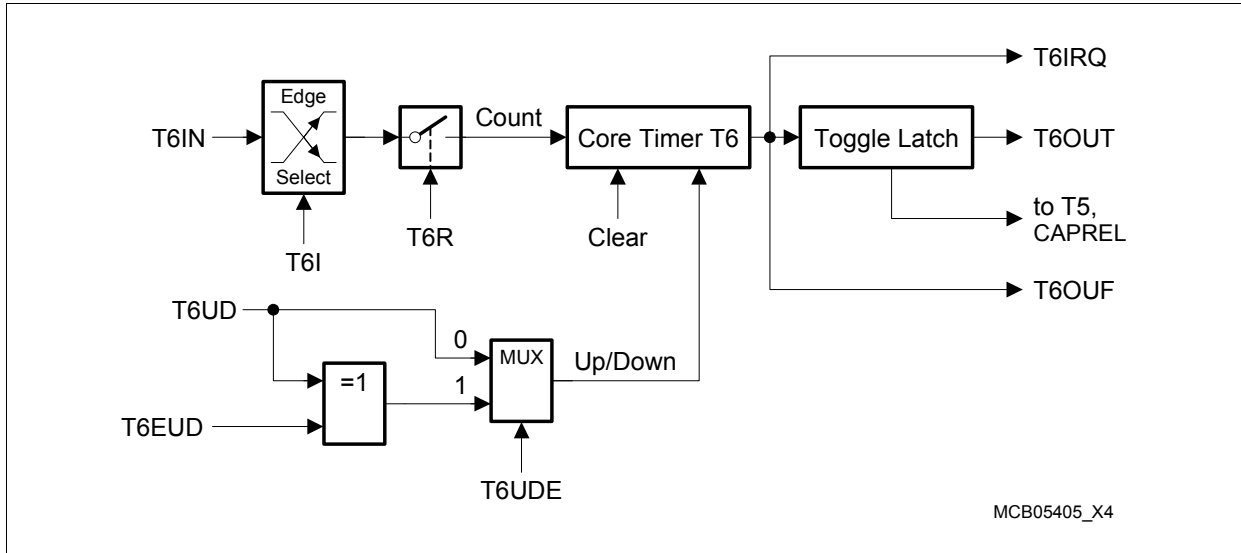 T6IRQ
Edge
Select
T6IN
Count
Core Timer T6
Toggle Latch
T6OUT
to T5,
CAPREL
T6I
T6R
Clear
T6OUF
T6UD
0
MUX
Up/Down
=1
1
T6EUD
T6UDE
MCB05405_X4